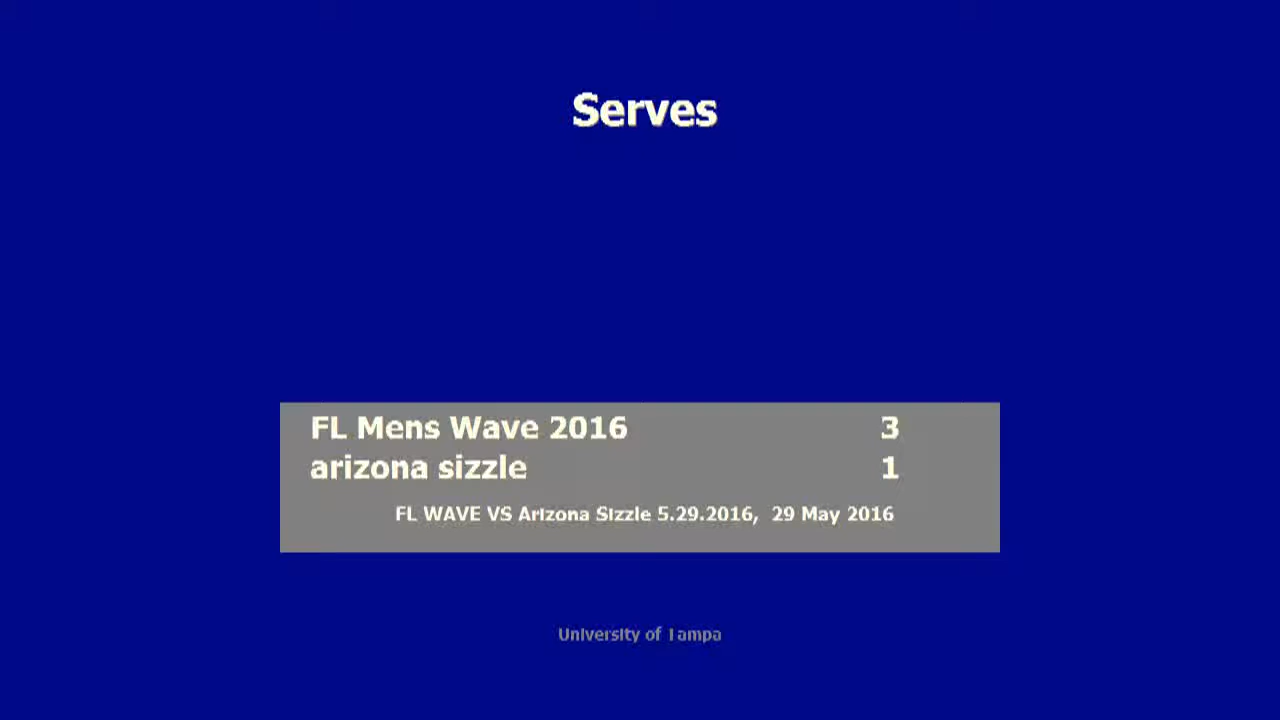 Serves
FL Mens Wave 2016 3
arizona sizzle 1
FL WAVE VS Arizona Sizzle 5.29.2016, 29 May 2016
University of Tampa